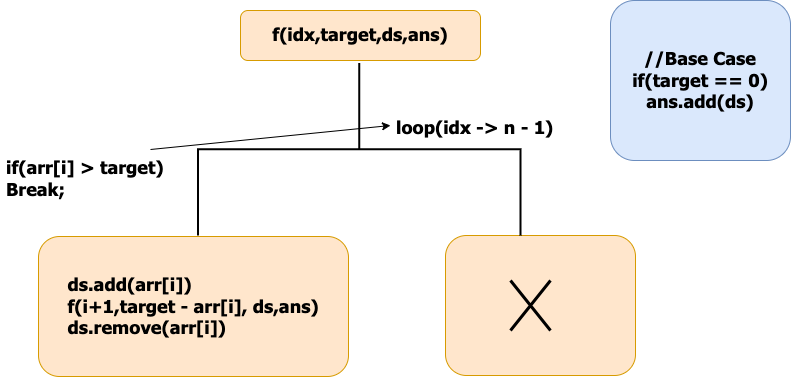 f(idx,target,ds,ans)
//Base Case
if(target == 0)
ans.add(ds)
loop(idx -> n - 1)
if(arr[i] > target)
Break;
ds.add(arr[i])
f(i+1,target - arr[i], ds,ans)
ds.remove(arr[i])